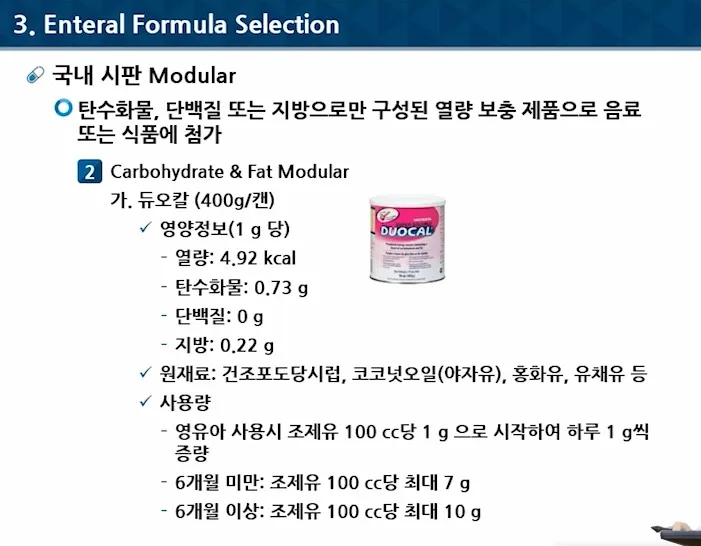 3. Enteral Formula Selection
국내 시판 Modular
탄수화물, 단백질 또는 지방으로만 구성된 열량 보충 제품으로 음료
또는 식품에 첨가
2 Carbohydrate & Fat Modular
가. 듀오칼 (400g/캔)
✓ 영양정보(1 g 당)
- 열량: 4.92 kcal
- 탄수화물: 0.73 g
- 단백질: 0 g
- 지방: 0.22 g
✓ 원재료: 건조포도당시럽, 코코넛오일(야자유), 홍화유, 유채유 등
✓ 사용량
- 영유아 사용시 조제유 100 cc당 1 g 으로 시작하여 하루 1 g씩
증량
- 6개월 미만: 조제유 100 cc당 최대 7 g
- 6개월 이상: 조제유 100 cc당 최대 10 g
DUOCAL